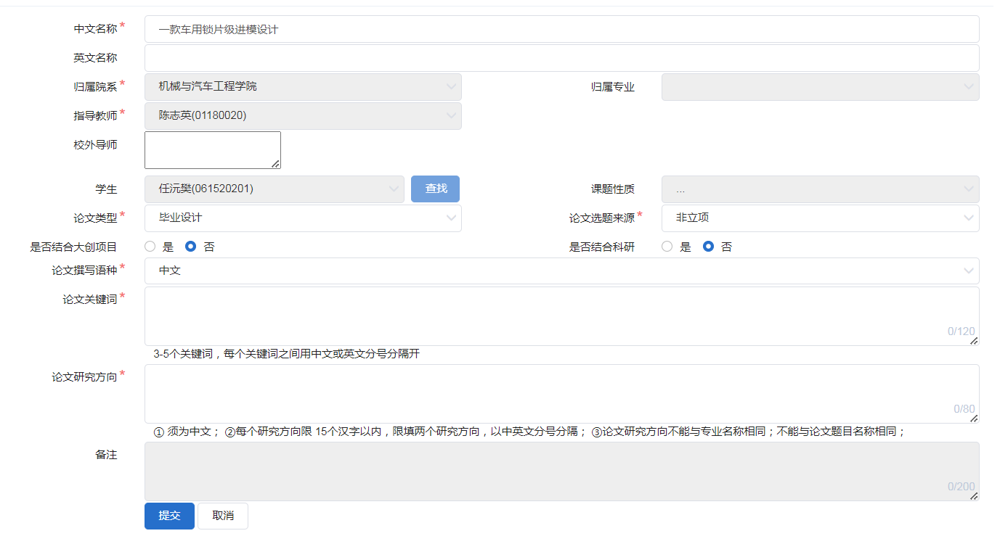 中文名称* 一款车用锁片级进模设计
英文名称
归属院系* 机械与汽车工程学院 归属专业
指导教师* 陈志英(01180020)
校外导师
学生 任沅燊(061520201) 查找 课题性质 ...
论文类型* 毕业设计 论文选题来源* 非立项
是否结合大创项目 是 否 是否结合科研 是 否
论文撰写语种* 中文
论文关键词*
0/120
3-5个关键词，每个关键词之间用中文或英文分号分隔开
论文研究方向*
0/80
① 须为中文； ②每个研究方向限 15个汉字以内，限填两个研究方向，以中英文分号分隔； ③论文研究方向不能与专业名称相同；不能与论文题目名称相同；
备注
0/200
提交 取消